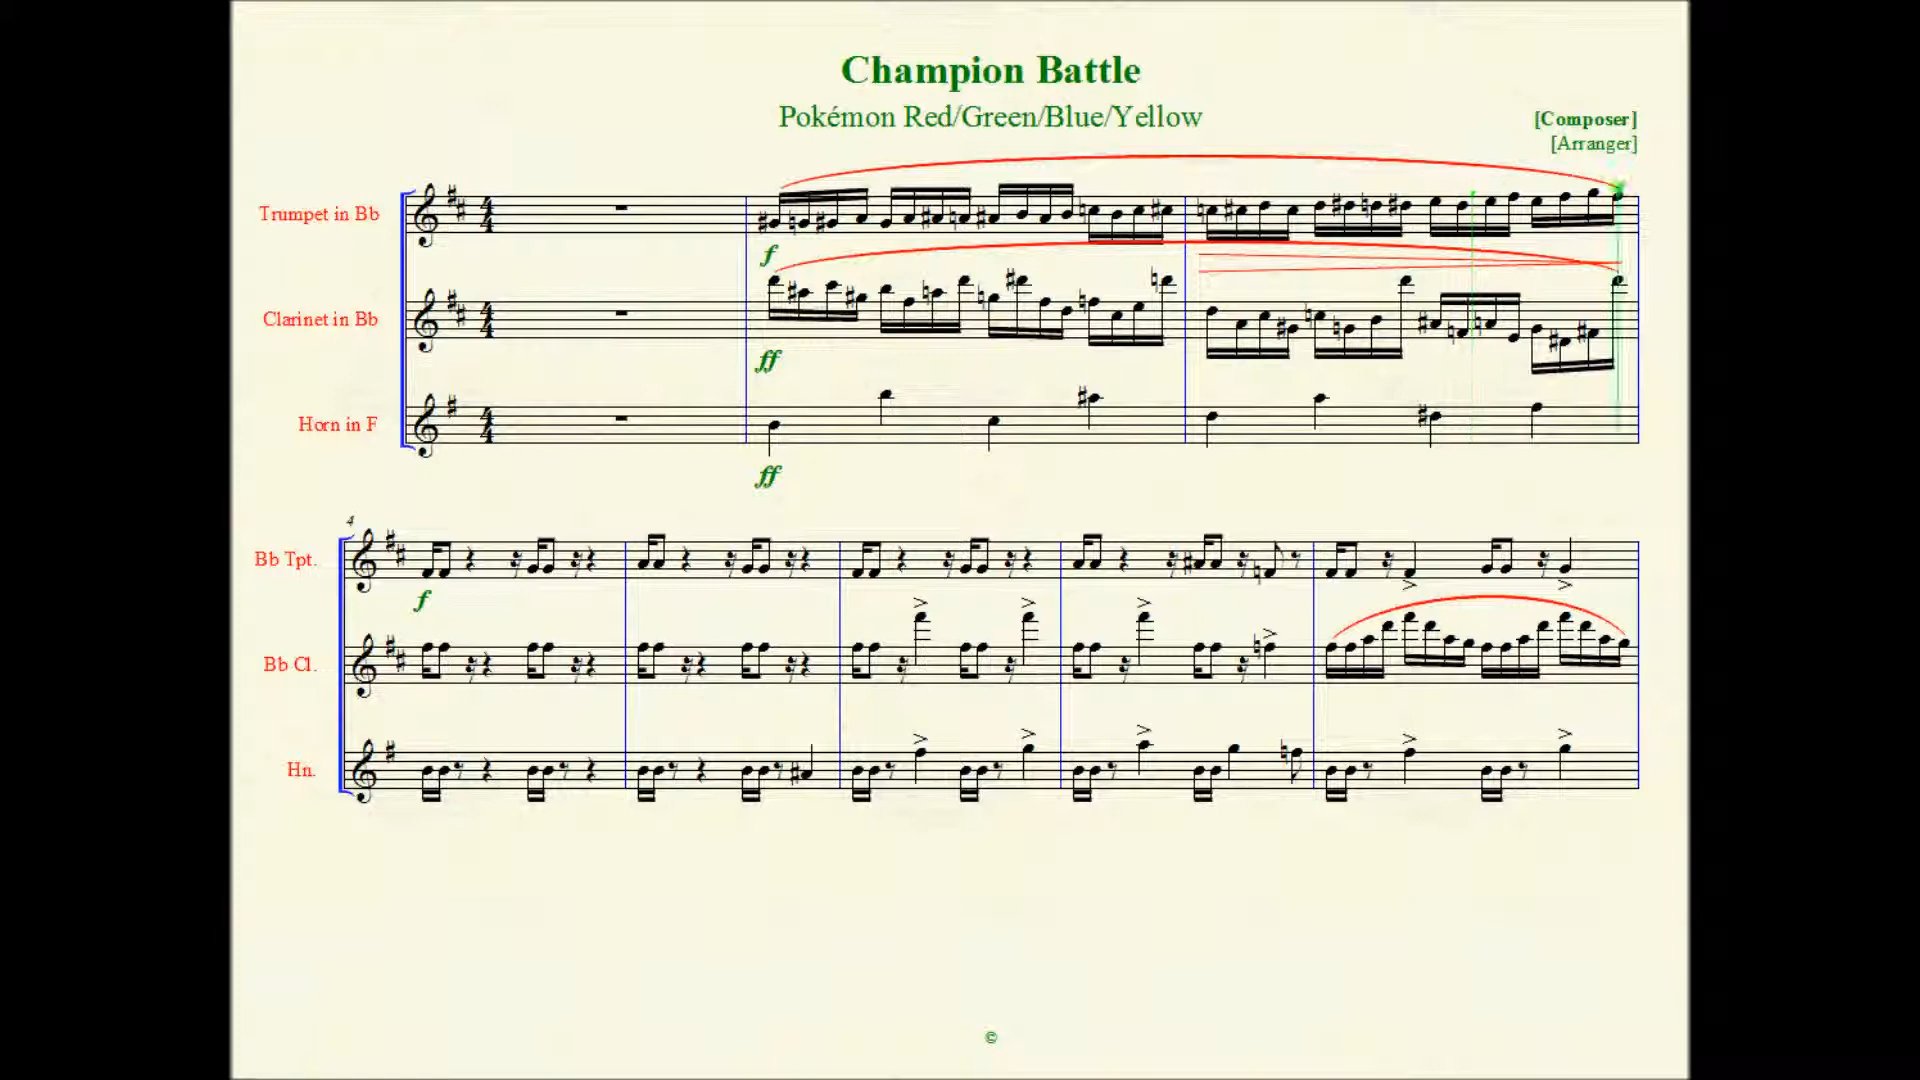 Champion Battle
Pokémon Red/Green/Blue/Yellow
[Composer]
[Arranger]
Trumpet in Bb
f
Clarinet in Bb
ff
Horn in F
ff
4
Bb Tpt.
f
Bb Cl.
Hn.
©